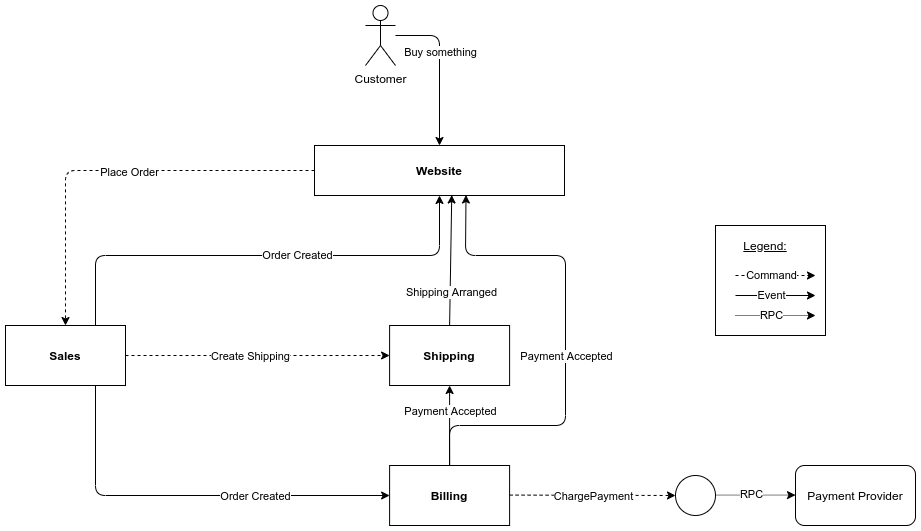 Buy something
Customer
Website
Place Order
Order Created
Legend:
Command
Event
RPC
Shipping Arranged
Sales
Create Shipping
Shipping
Payment Accepted
Payment Accepted
Order Created
Billing
ChargePayment
RPC
Payment Provider